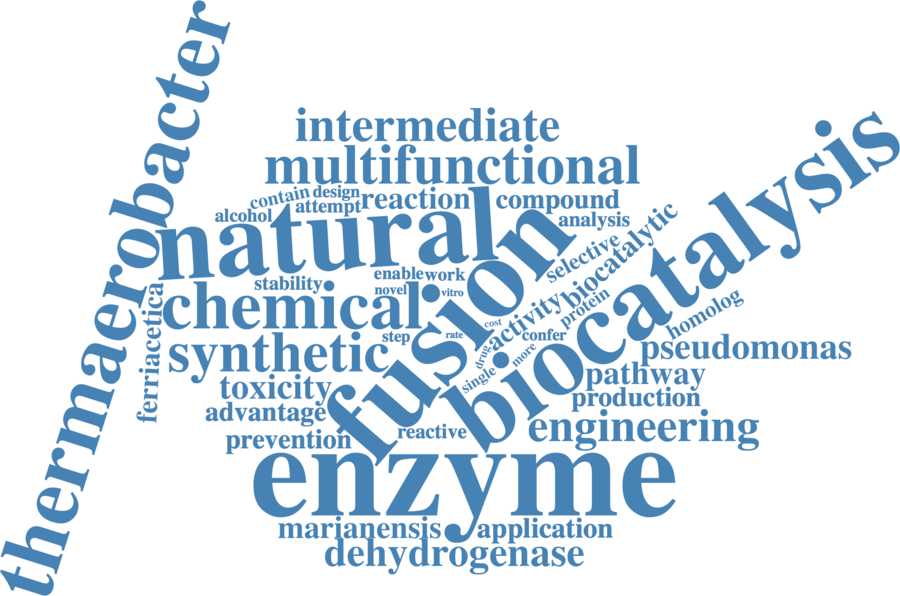 thermaerobacter
intermediate
multifunctional
contain
design
reaction
compound
attempt
alcohol
natural
analysis
fusion
biocatalysis
selective
biocatalytic
stability
enable
work
novel
vitro
chemical
ferriacetica
activity
protein
homolog
cost
step
rate
confer
synthetic
drug
more
single
pseudomonas
toxicity
pathway
advantage
production
prevention
reactive
engineering
enzyme
marianensis
application
dehydrogenase